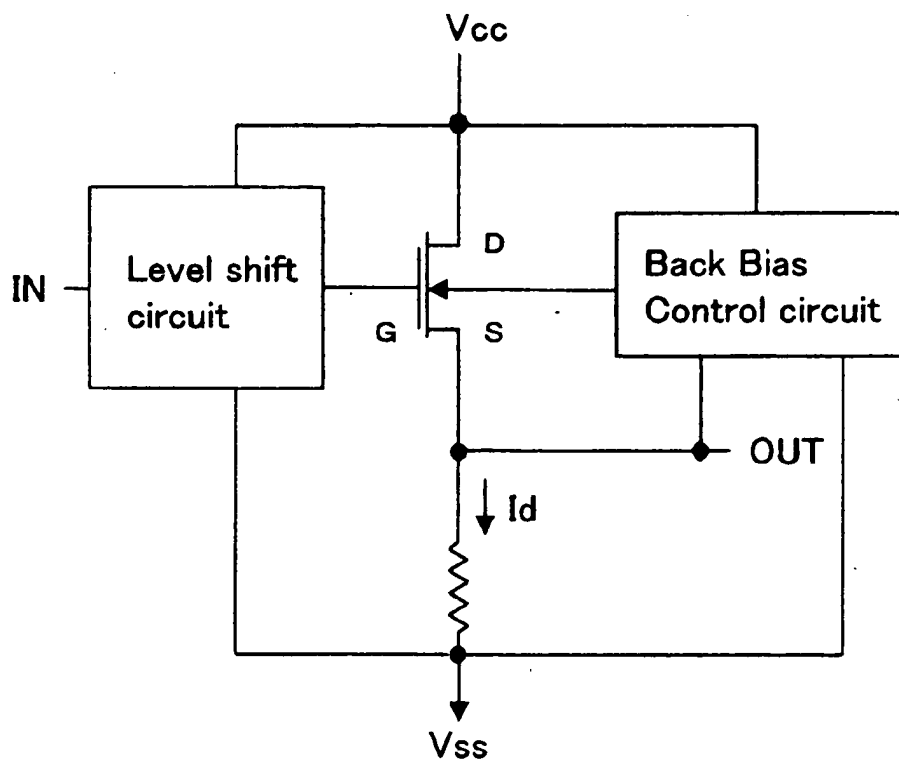 Vcc
Level shift
circuit
IN
D
G
S
Back Bias
Control circuit
OUT
Id
Vss